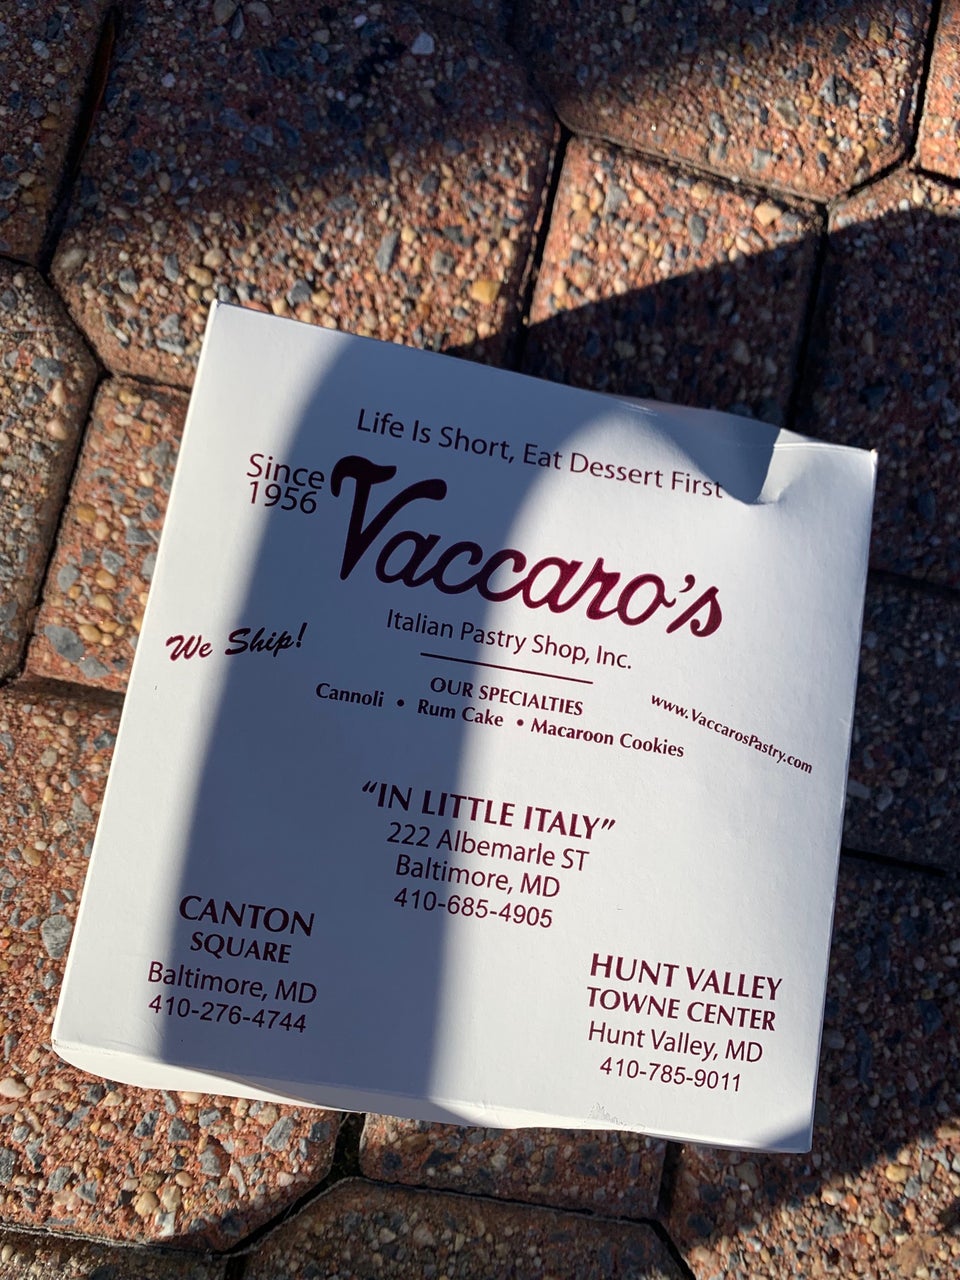 Life Is Short, Eat Dessert First
Since
1956
Vaccaro's
Italian Pastry Shop, Inc.
We Ship!
OUR SPECIALTIES
Cannoli • Rum Cake • Macaroon Cookies
www.VaccarosPastry.com
“IN LITTLE ITALY”
222 Albemarle ST
Baltimore, MD
410-685-4905
CANTON
SQUARE
Baltimore, MD
410-276-4744
HUNT VALLEY
TOWNE CENTER
Hunt Valley, MD
410-785-9011